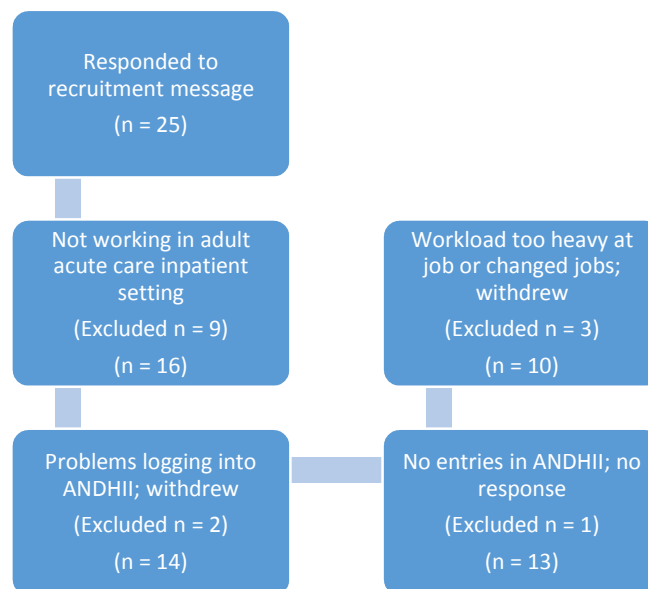 Responded to
recruitment message
(n = 25)
Not working in adult
acute care inpatient
setting
(Excluded n = 9)
(n = 16)
Problems logging into
ANDHII; withdrew
(Excluded n = 2)
(n = 14)
No entries in ANDHII; no
response
(Excluded n = 1)
(n = 13)
Workload too heavy at
job or changed jobs;
withdrew
(Excluded n = 3)
(n = 10)